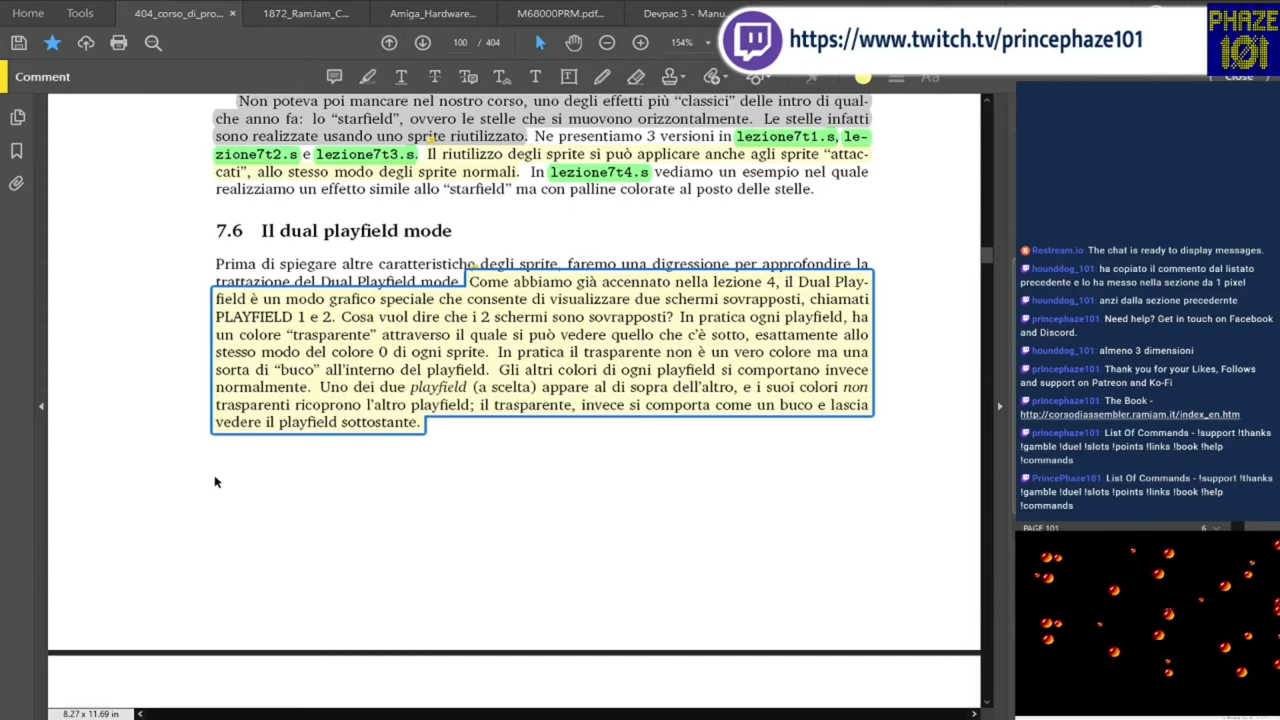 Home
Tools
404_corso_di_pro...
1872_RamJam_C...
Amiga_Hardware...
M68000PRM.pdf...
Devpac 3 - Manu...
https://www.twitch.tv/princephaze101
PHAZE
101
100 / 404
154%
Comment
Close
Non poteva poi mancare nel nostro corso, uno degli effetti più “classici” delle intro di qual-
che anno fa: lo “starfield”, ovvero le stelle che si muovono orizzontalmente. Le stelle infatti
sono realizzate usando uno sprite riutilizzato. Ne presentiamo 3 versioni in lezione7t1.s, le-
zione7t2.s e lezione7t3.s. Il riutilizzo degli sprite si può applicare anche agli sprite “attac-
cati”, allo stesso modo degli sprite normali. In lezione7t4.s vediamo un esempio nel quale
realizziamo un effetto simile allo “starfield” ma con palline colorate al posto delle stelle.
7.6 Il dual playfield mode
Prima di spiegare altre caratteristiche degli sprite, faremo una digressione per approfondire la
trattazione del Dual Playfield mode. Come abbiamo già accennato nella lezione 4, il Dual Play-
field è un modo grafico speciale che consente di visualizzare due schermi sovrapposti, chiamati
PLAYFIELD 1 e 2. Cosa vuol dire che i 2 schermi sono sovrapposti? In pratica ogni playfield, ha
un colore “trasparente” attraverso il quale si può vedere quello che c’è sotto, esattamente allo
stesso modo del colore 0 di ogni sprite. In pratica il trasparente non è un vero colore ma una
sorta di “buco” all’interno del playfield. Gli altri colori di ogni playfield si comportano invece
normalmente. Uno dei due playfield (a scelta) appare al di sopra dell’altro, e i suoi colori non
trasparenti ricoprono l’altro playfield; il trasparente, invece si comporta come un buco e lascia
vedere il playfield sottostante.
8.27 x 11.69 in
Restream.io The chat is ready to display messages.
hounddog_101: ha copiato il commento dal listato
precedente e lo ha messo nella sezione da 1 pixel
hounddog_101: anzi dalla sezione precedernte
princephaze101: Need help? Get in touch on Facebook
and Discord.
hounddog_101: almeno 3 dimensioni
princephaze101: Thank you for your Likes, Follows
and support on Patreon and Ko-Fi
princephaze101: The Book -
http://corsodiassembler.ramjam.it/index_en.htm
princephaze101: List Of Commands - !support !thanks
!gamble !duel !slots !points !links !book !help
!commands
PrincePhaze101: List Of Commands - !support !thanks
!gamble !duel !slots !points !links !book !help
!commands
PAGE 101
6